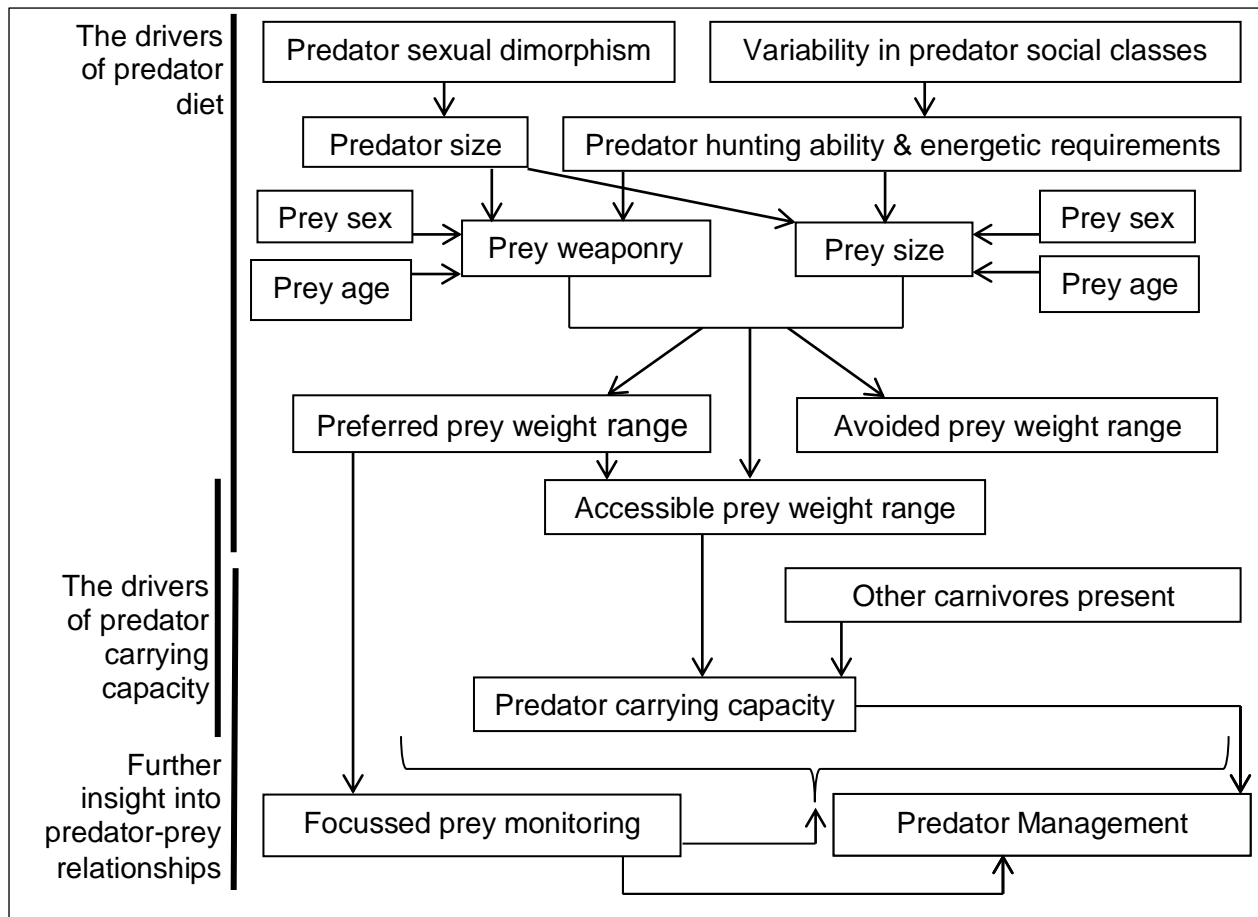 The drivers
of predator
diet
Predator sexual dimorphism
Variability in predator social classes
Predator size
Predator hunting ability & energetic requirements
Prey sex
Prey weaponry
Prey age
Prey size
Prey sex
Prey age
Preferred prey weight range
Avoided prey weight range
Accessible prey weight range
The drivers
of predator
carrying
capacity
Other carnivores present
Predator carrying capacity
Further
insight into
predator-prey
relationships
Focussed prey monitoring
Predator Management